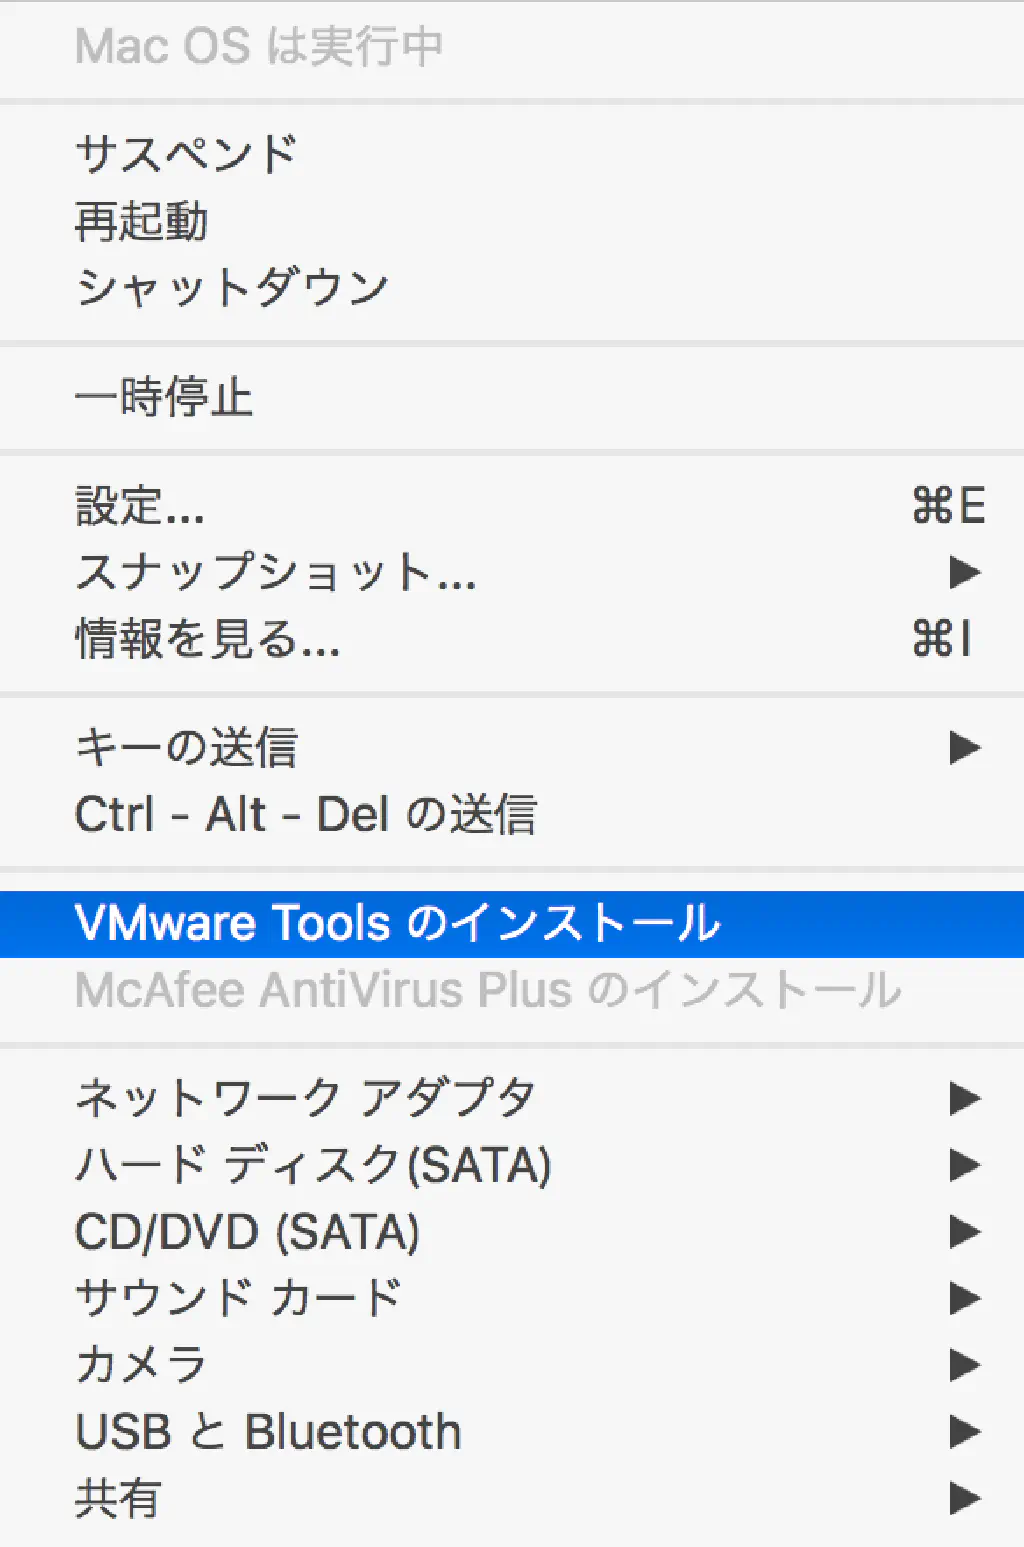 Mac OS は実行中
サスペンド
再起動
シャットダウン
一時停止
設定... ⌘E
スナップショット... ▶
情報を見る... ⌘I
キーの送信 ▶
Ctrl - Alt - Del の送信
VMware Tools のインストール
McAfee AntiVirus Plus のインストール
ネットワーク アダプタ ▶
ハード ディスク(SATA) ▶
CD/DVD (SATA) ▶
サウンド カード ▶
カメラ ▶
USB と Bluetooth ▶
共有 ▶